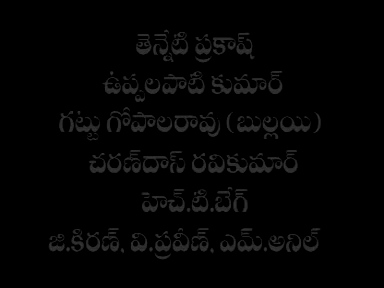 తెన్నేటి ప్రకాష్
ఉప్పలపాటి కుమార్
గట్టు గోపాలరావు (బుల్లయి)
చరణ్‌దాస్ రవికుమార్
హెచ్.టి.బేగ్
జి.కిరణ్, వి.ప్రవీణ్, ఎమ్.అనిల్